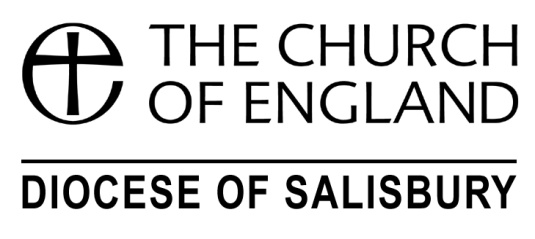 THE CHURCH
OF ENGLAND
DIOCESE OF SALISBURY